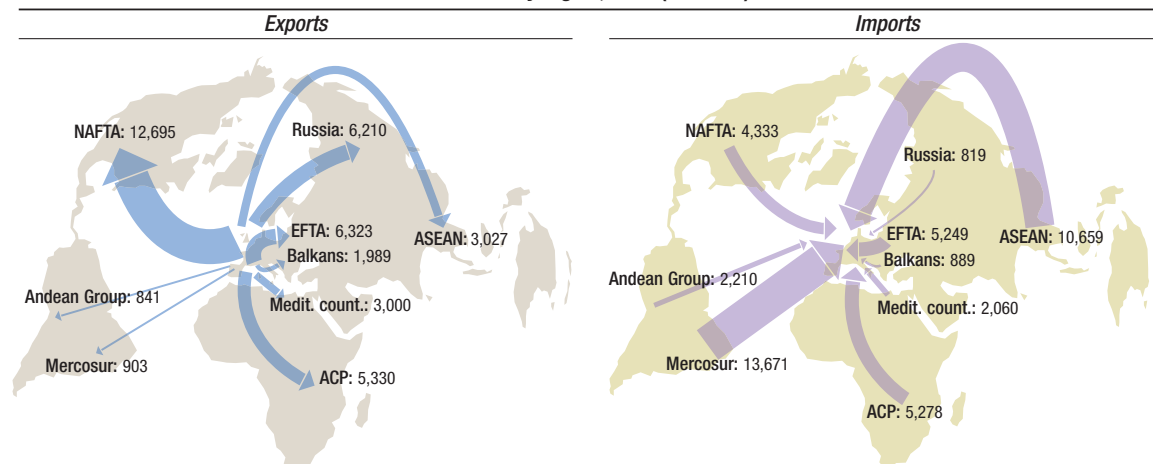 Exports
NAFTA: 12,695
Russia: 6,210
EFTA: 6,323
ASEAN: 3,027
Balkans: 1,989
Andean Group: 841
Medit. count.: 3,000
Mercosur: 903
ACP: 5,330
Imports
NAFTA: 4,333
Russia: 819
EFTA: 5,249
ASEAN: 10,659
Balkans: 889
Andean Group: 2,210
Medit. count.: 2,060
Mercosur: 13,671
ACP: 5,278